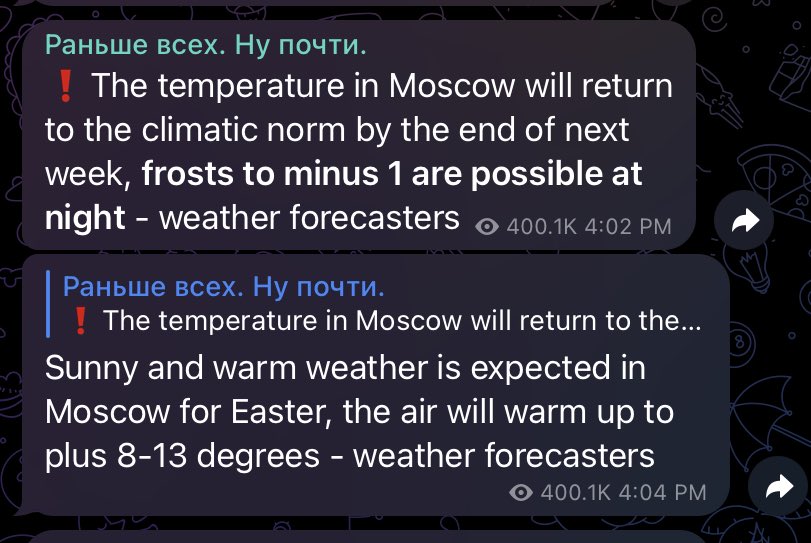 Раньше всех. Ну почти.
❗ The temperature in Moscow will return
to the climatic norm by the end of next
week, frosts to minus 1 are possible at
night - weather forecasters 400.1K 4:02 PM
Раньше всех. Ну почти.
❗ The temperature in Moscow will return to the...
Sunny and warm weather is expected in
Moscow for Easter, the air will warm up to
plus 8-13 degrees - weather forecasters
400.1K 4:04 PM